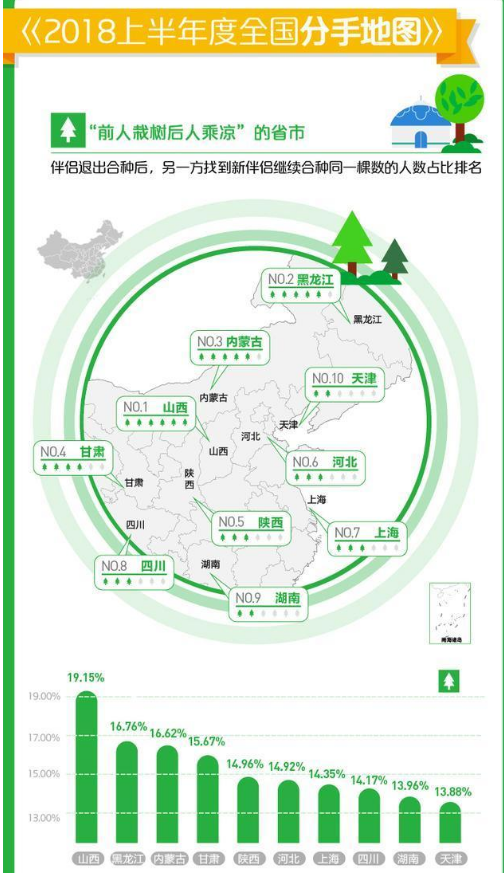 《2018上半年度全国分手地图》
“前人栽树后人乘凉”的省市
伴侣退出合种后，另一方找到新伴侣继续合种同一棵数的人数占比排名
NO.2 黑龙江
黑龙江
NO.3 内蒙古
内蒙古
NO.10 天津
天津
NO.1 山西
山西
河北
NO.4 甘肃
甘肃
NO.6 河北
陕西
上海
四川
NO.5 陕西
NO.7 上海
NO.8 四川
湖南
NO.9 湖南
南海诸岛
19.15%
16.76%
16.62%
15.67%
14.96%
14.92%
14.35%
14.17%
13.96%
13.88%
19.00%
17.00%
15.00%
13.00%
山西 黑龙江 内蒙古 甘肃 陕西 河北 上海 四川 湖南 天津